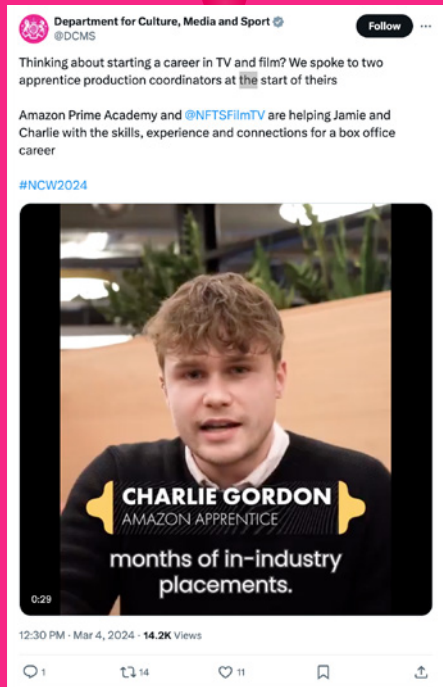 Department for Culture, Media and Sport
@DCMS
Follow
Thinking about starting a career in TV and film? We spoke to two
apprentice production coordinators at the start of theirs
Amazon Prime Academy and @NFTSFilmTV are helping Jamie and
Charlie with the skills, experience and connections for a box office
career
#NCW2024
CHARLIE GORDON
AMAZON APPRENTICE
months of in-industry
placements.
0:29
12:30 PM · Mar 4, 2024 · 14.2K Views
1 14 11